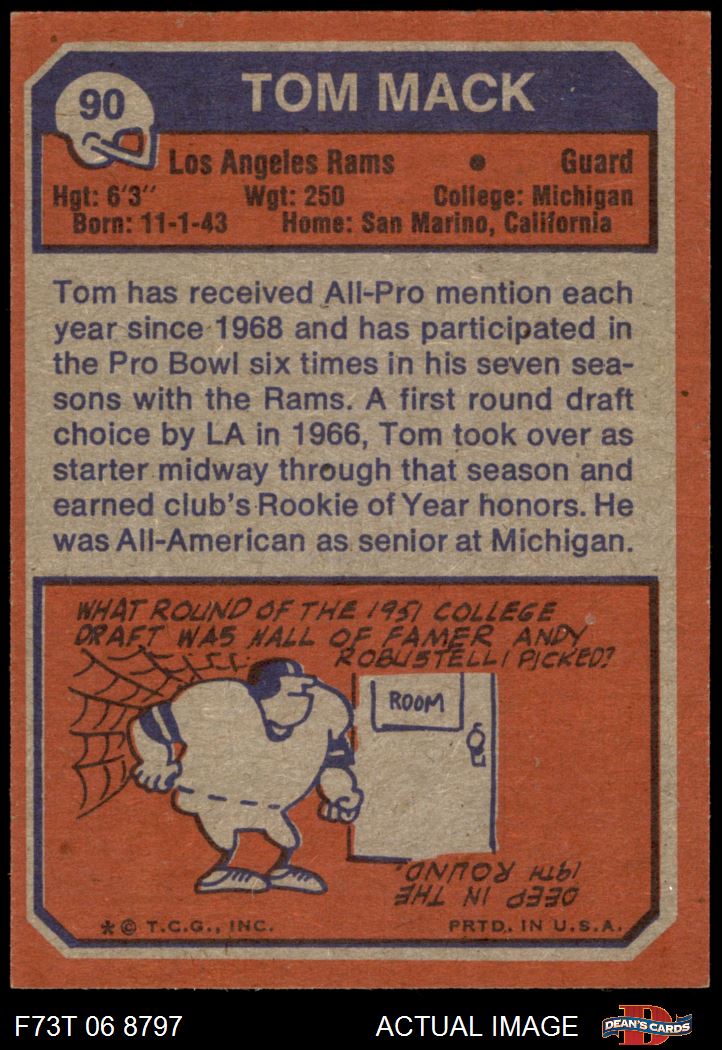 90
TOM MACK
Los Angeles Rams • Guard
Hgt: 6'3" Wgt: 250 College: Michigan
Born: 11-1-43 Home: San Marino, California
Tom has received All-Pro mention each
year since 1968 and has participated in
the Pro Bowl six times in his seven sea-
sons with the Rams. A first round draft
choice by LA in 1966, Tom took over as
starter midway through that season and
earned club's Rookie of Year honors. He
was All-American as senior at Michigan.
WHAT ROUND OF THE 1951 COLLEGE
DRAFT WAS HALL OF FAMER ANDY
ROBUSTELLI PICKED?
ROOM
DEEP IN THE
19TH ROUND.
* © T.C.G., INC. PRTD. IN U.S.A.
F73T 06 8797 ACTUAL IMAGE D DEAN'S CARDS